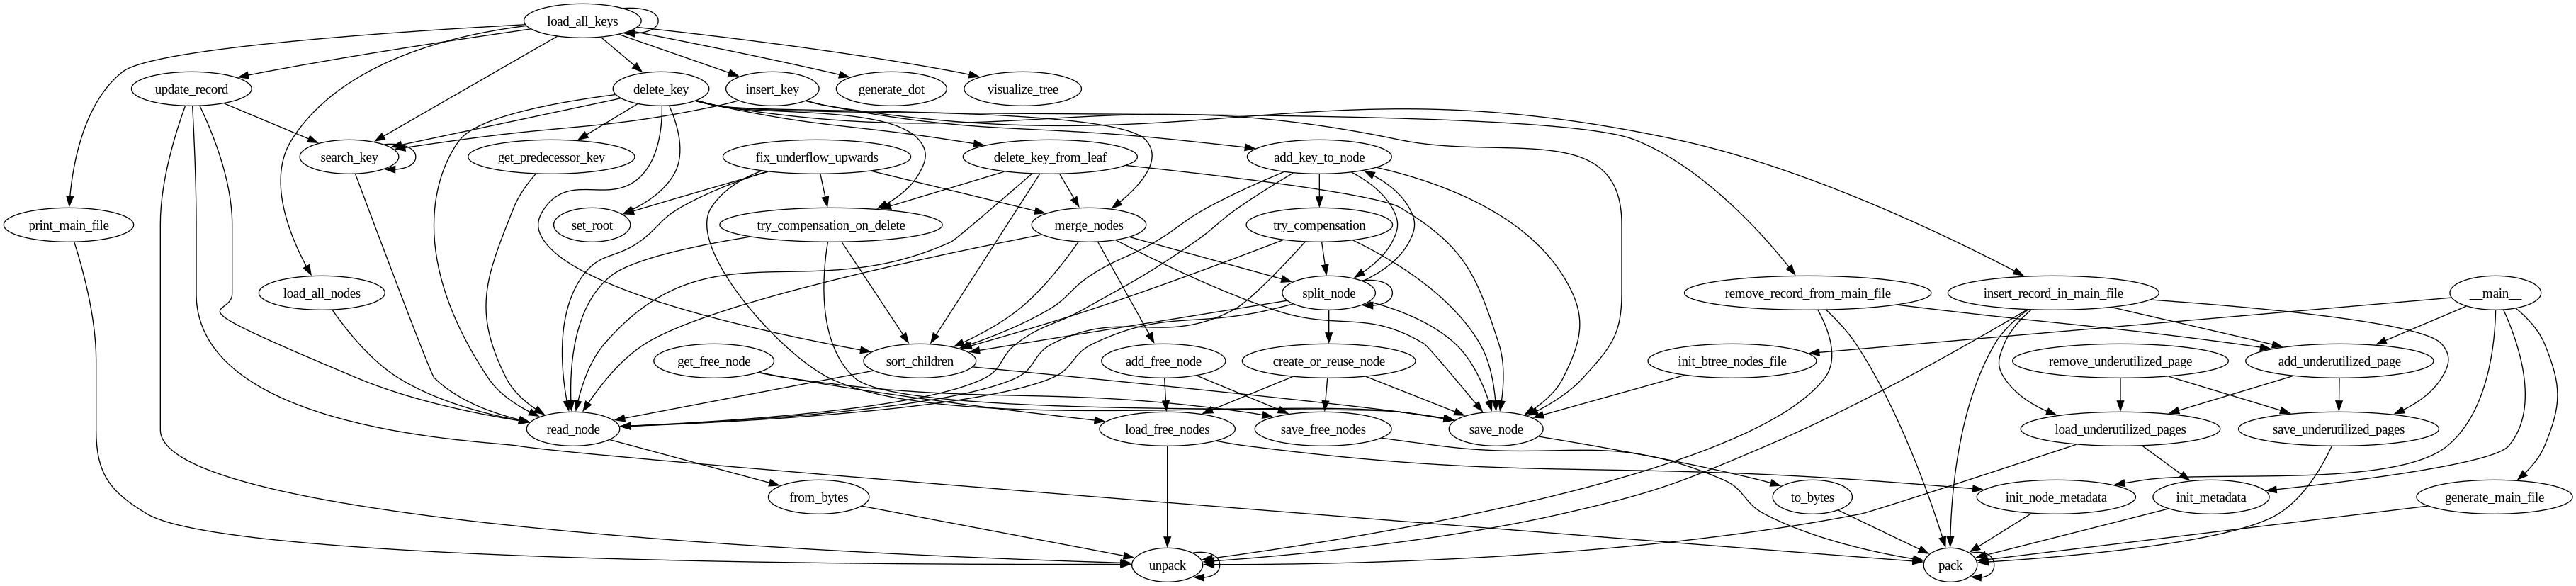 load_all_keys
update_record
delete_key
insert_key
generate_dot
visualize_tree
search_key
get_predecessor_key
fix_underflow_upwards
delete_key_from_leaf
add_key_to_node
print_main_file
set_root
try_compensation_on_delete
merge_nodes
try_compensation
load_all_nodes
split_node
remove_record_from_main_file
insert_record_in_main_file
__main__
get_free_node
sort_children
add_free_node
create_or_reuse_node
init_btree_nodes_file
remove_underutilized_page
add_underutilized_page
read_node
load_free_nodes
save_free_nodes
save_node
load_underutilized_pages
save_underutilized_pages
from_bytes
to_bytes
init_node_metadata
init_metadata
generate_main_file
unpack
pack